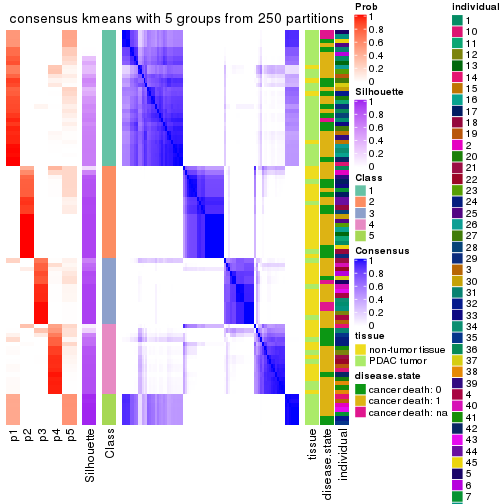 consensus kmeans with 5 groups from 250 partitions
p1
p2
p3
p4
p5
Silhouette
Class
tissue
disease.state
individual
Prob
1
0.8
0.6
0.4
0.2
0
Silhouette
1
0.8
0.6
0.4
0.2
0
Class
1
2
3
4
5
Consensus
1
0.8
0.6
0.4
0.2
0
tissue
non-tumor tissue
PDAC tumor
disease.state
cancer death: 0
cancer death: 1
cancer death: na
individual
1
10
11
12
13
14
15
16
17
18
19
2
20
21
22
23
24
25
26
27
28
29
3
30
31
32
33
34
35
36
37
38
39
4
40
41
42
43
44
45
5
6
7